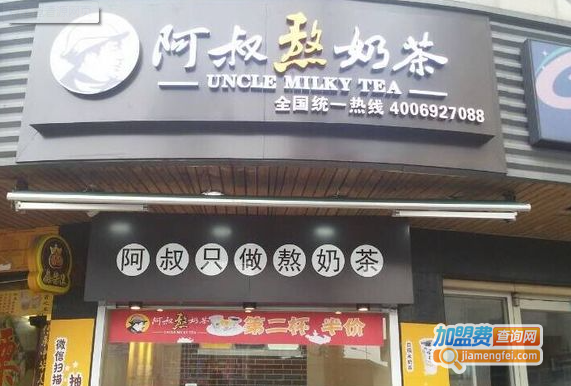 阿叔熬奶茶
UNCLE MILKY TEA
全国统一热线 4006927088
阿叔只做熬奶茶
阿叔熬奶茶
第二杯 半价
微信扫描
抽
加盟费查询网
jiamengfei.com